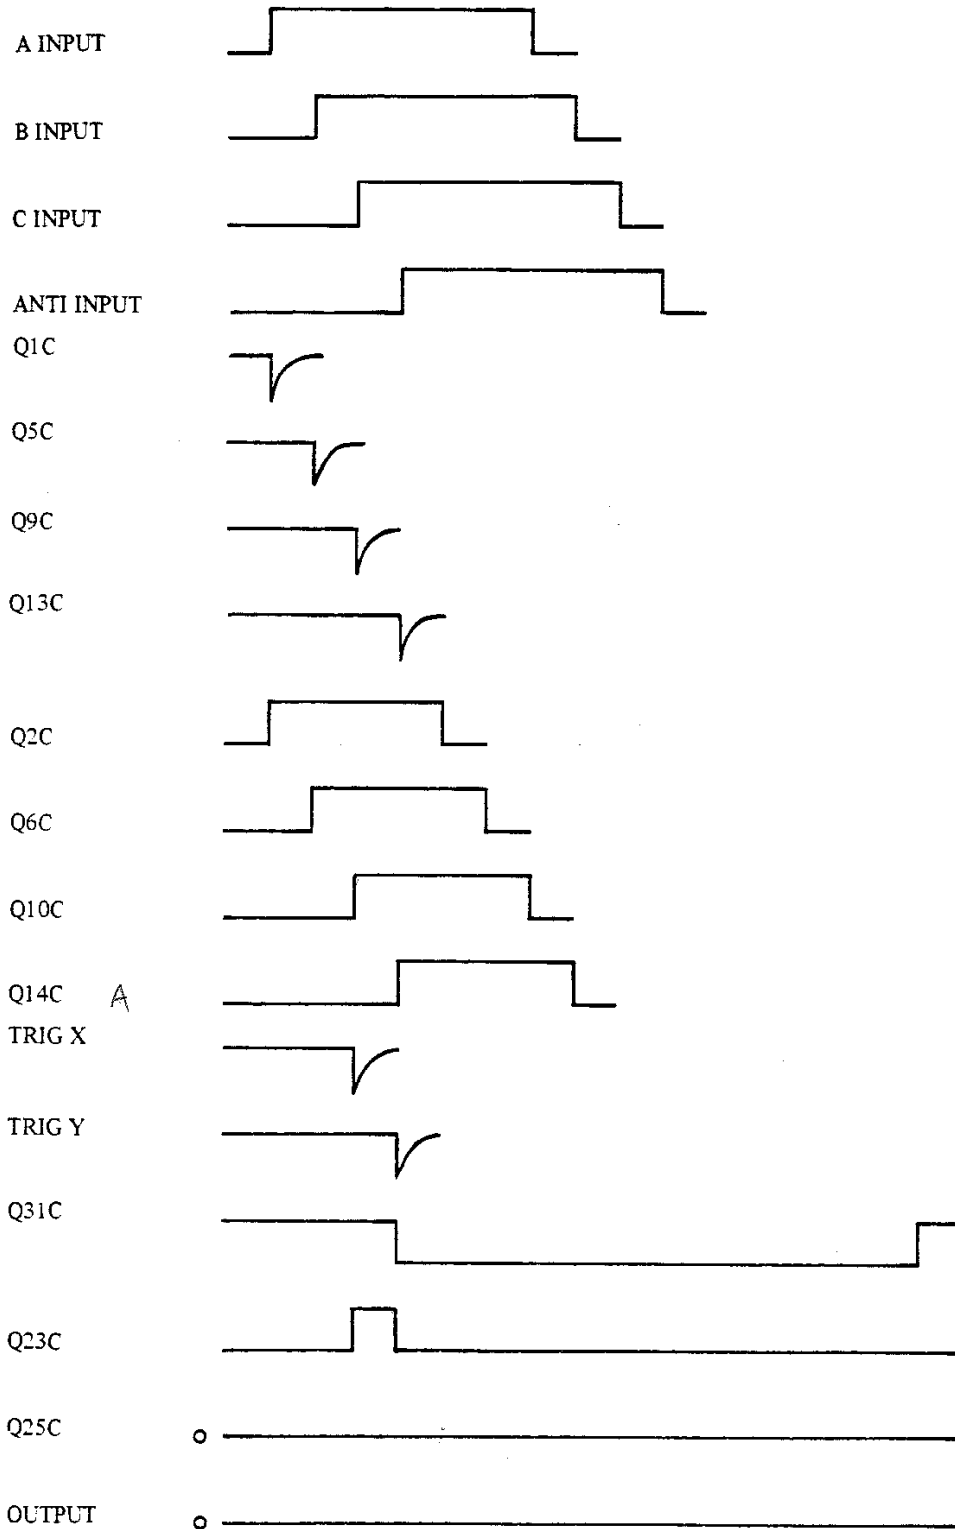 A INPUT
B INPUT
C INPUT
ANTI INPUT
Q1C
Q5C
Q9C
Q13C
Q2C
Q6C
Q10C
Q14C A
TRIG X
TRIG Y
Q31C
Q23C
Q25C O
OUTPUT O